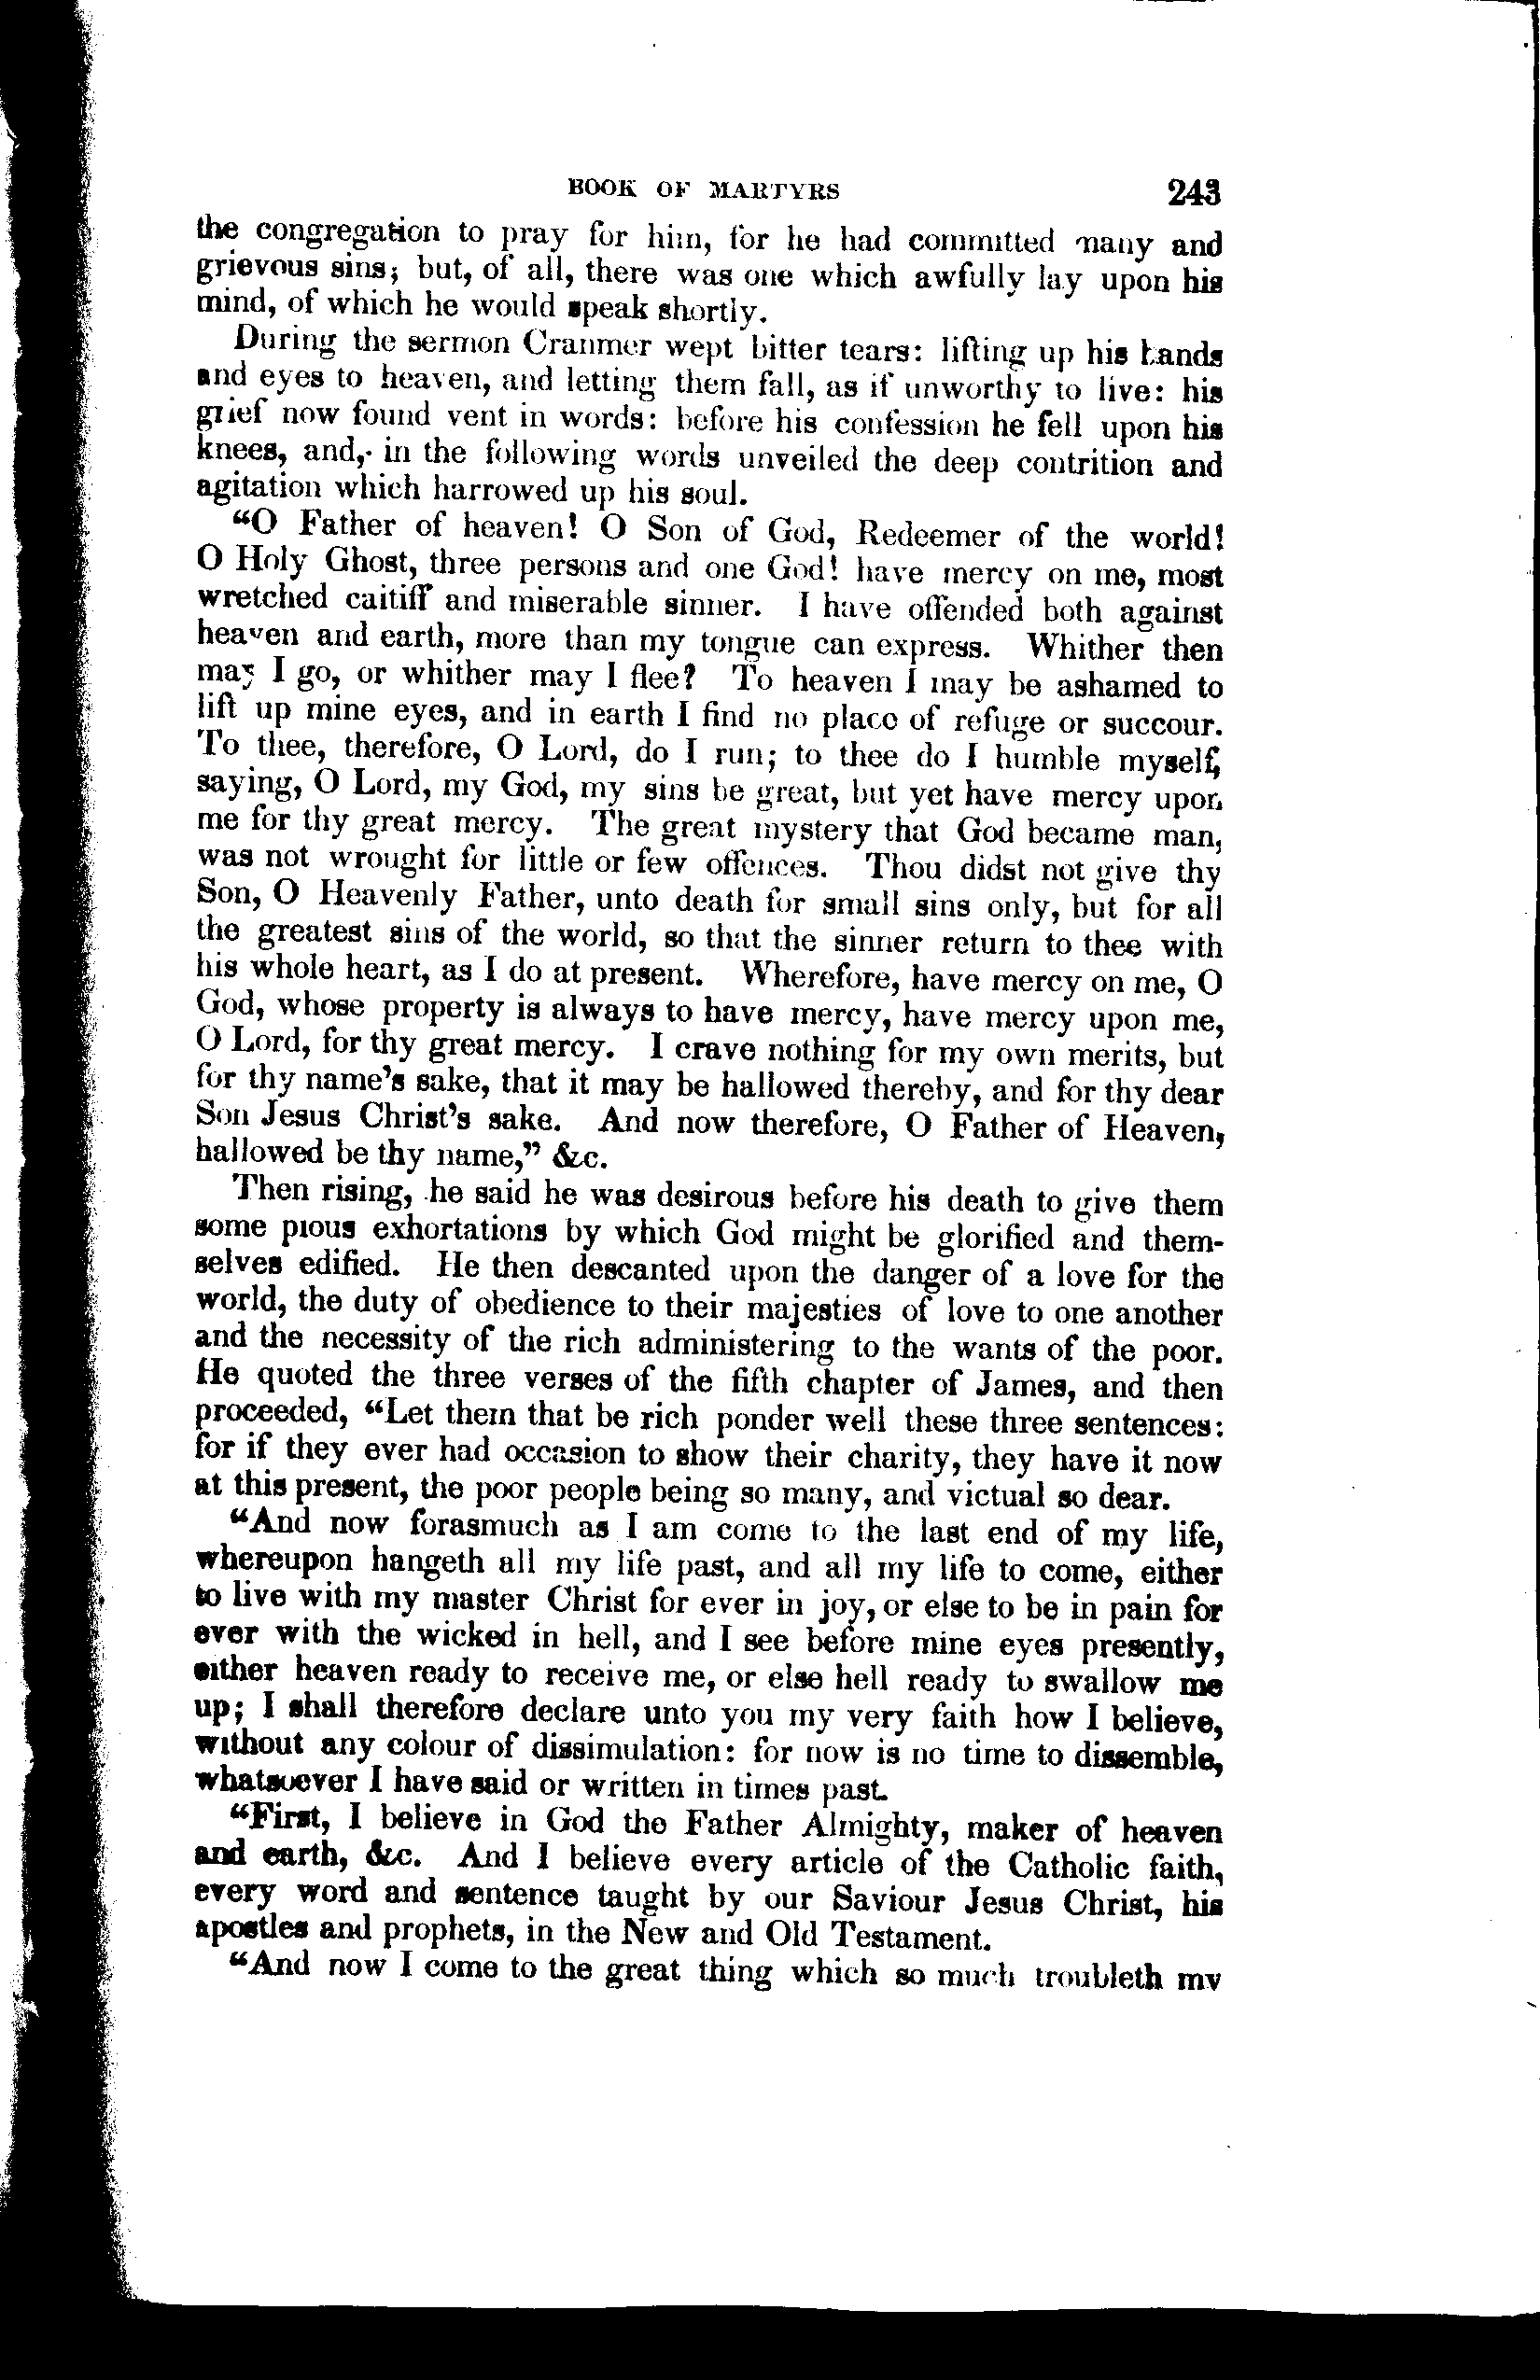 BOOK OF MARTYRS 243
the congregation to pray for him, for he had committed many and
grievous sins; but, of all, there was one which awfully lay upon his
mind, of which he would speak shortly.
During the sermon Cranmer wept bitter tears: lifting up his hands
and eyes to heaven, and letting them fall, as if unworthy to live: his
grief now found vent in words: before his confession he fell upon his
knees, and, in the following words unveiled the deep contrition and
agitation which harrowed up his soul.
“O Father of heaven! O Son of God, Redeemer of the world!
O Holy Ghost, three persons and one God! have mercy on me, most
wretched caitiff and miserable sinner. I have offended both against
heaven and earth, more than my tongue can express. Whither then
may I go, or whither may I flee? To heaven I may be ashamed to
lift up mine eyes, and in earth I find no place of refuge or succour.
To thee, therefore, O Lord, do I run; to thee do I humble myself,
saying, O Lord, my God, my sins be great, but yet have mercy upon
me for thy great mercy. The great mystery that God became man,
was not wrought for little or few offences. Thou didst not give thy
Son, O Heavenly Father, unto death for small sins only, but for all
the greatest sins of the world, so that the sinner return to thee with
his whole heart, as I do at present. Wherefore, have mercy on me, O
God, whose property is always to have mercy, have mercy upon me,
O Lord, for thy great mercy. I crave nothing for my own merits, but
for thy name’s sake, that it may be hallowed thereby, and for thy dear
Son Jesus Christ’s sake. And now therefore, O Father of Heaven,
hallowed be thy name,” &c.
Then rising, he said he was desirous before his death to give them
some pious exhortations by which God might be glorified and them-
selves edified. He then descanted upon the danger of a love for the
world, the duty of obedience to their majesties of love to one another
and the necessity of the rich administering to the wants of the poor.
He quoted the three verses of the fifth chapter of James, and then
proceeded, “Let them that be rich ponder well these three sentences:
for if they ever had occasion to show their charity, they have it now
at this present, the poor people being so many, and victual so dear.
“And now forasmuch as I am come to the last end of my life,
whereupon hangeth all my life past, and all my life to come, either
to live with my master Christ for ever in joy, or else to be in pain for
ever with the wicked in hell, and I see before mine eyes presently,
either heaven ready to receive me, or else hell ready to swallow me
up; I shall therefore declare unto you my very faith how I believe,
without any colour of dissimulation: for now is no time to dissemble,
whatsoever I have said or written in times past.
“First, I believe in God the Father Almighty, maker of heaven
and earth, &c. And I believe every article of the Catholic faith,
every word and sentence taught by our Saviour Jesus Christ, his
apostles and prophets, in the New and Old Testament.
“And now I come to the great thing which so much troubleth my